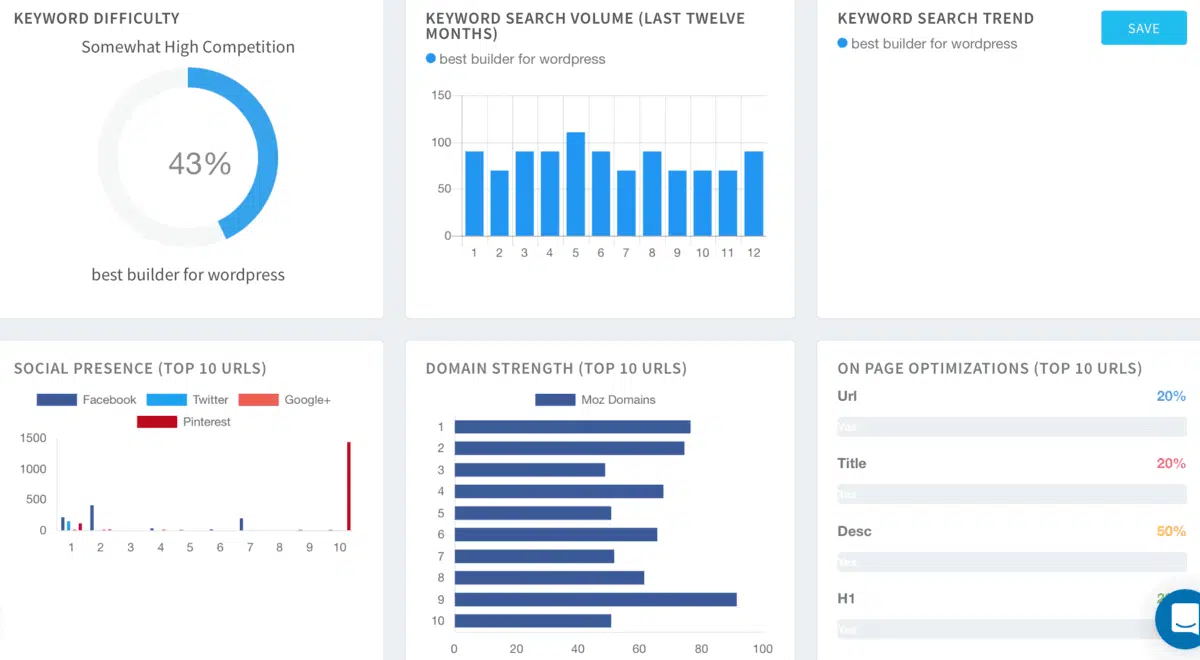 KEYWORD DIFFICULTY
Somewhat High Competition
43%
best builder for wordpress
KEYWORD SEARCH VOLUME (LAST TWELVE
MONTHS)
best builder for wordpress
150
100
50
0
1 2 3 4 5 6 7 8 9 10 11 12
KEYWORD SEARCH TREND
SAVE
best builder for wordpress
SOCIAL PRESENCE (TOP 10 URLS)
Facebook Twitter Google+
Pinterest
1500
1000
500
0
1 2 3 4 5 6 7 8 9 10
DOMAIN STRENGTH (TOP 10 URLS)
Moz Domains
1
2
3
4
5
6
7
8
9
10
0 20 40 60 80 100
ON PAGE OPTIMIZATIONS (TOP 10 URLS)
Url 20%
Yes
Title 20%
Yes
Desc 50%
Yes
H1
Yes